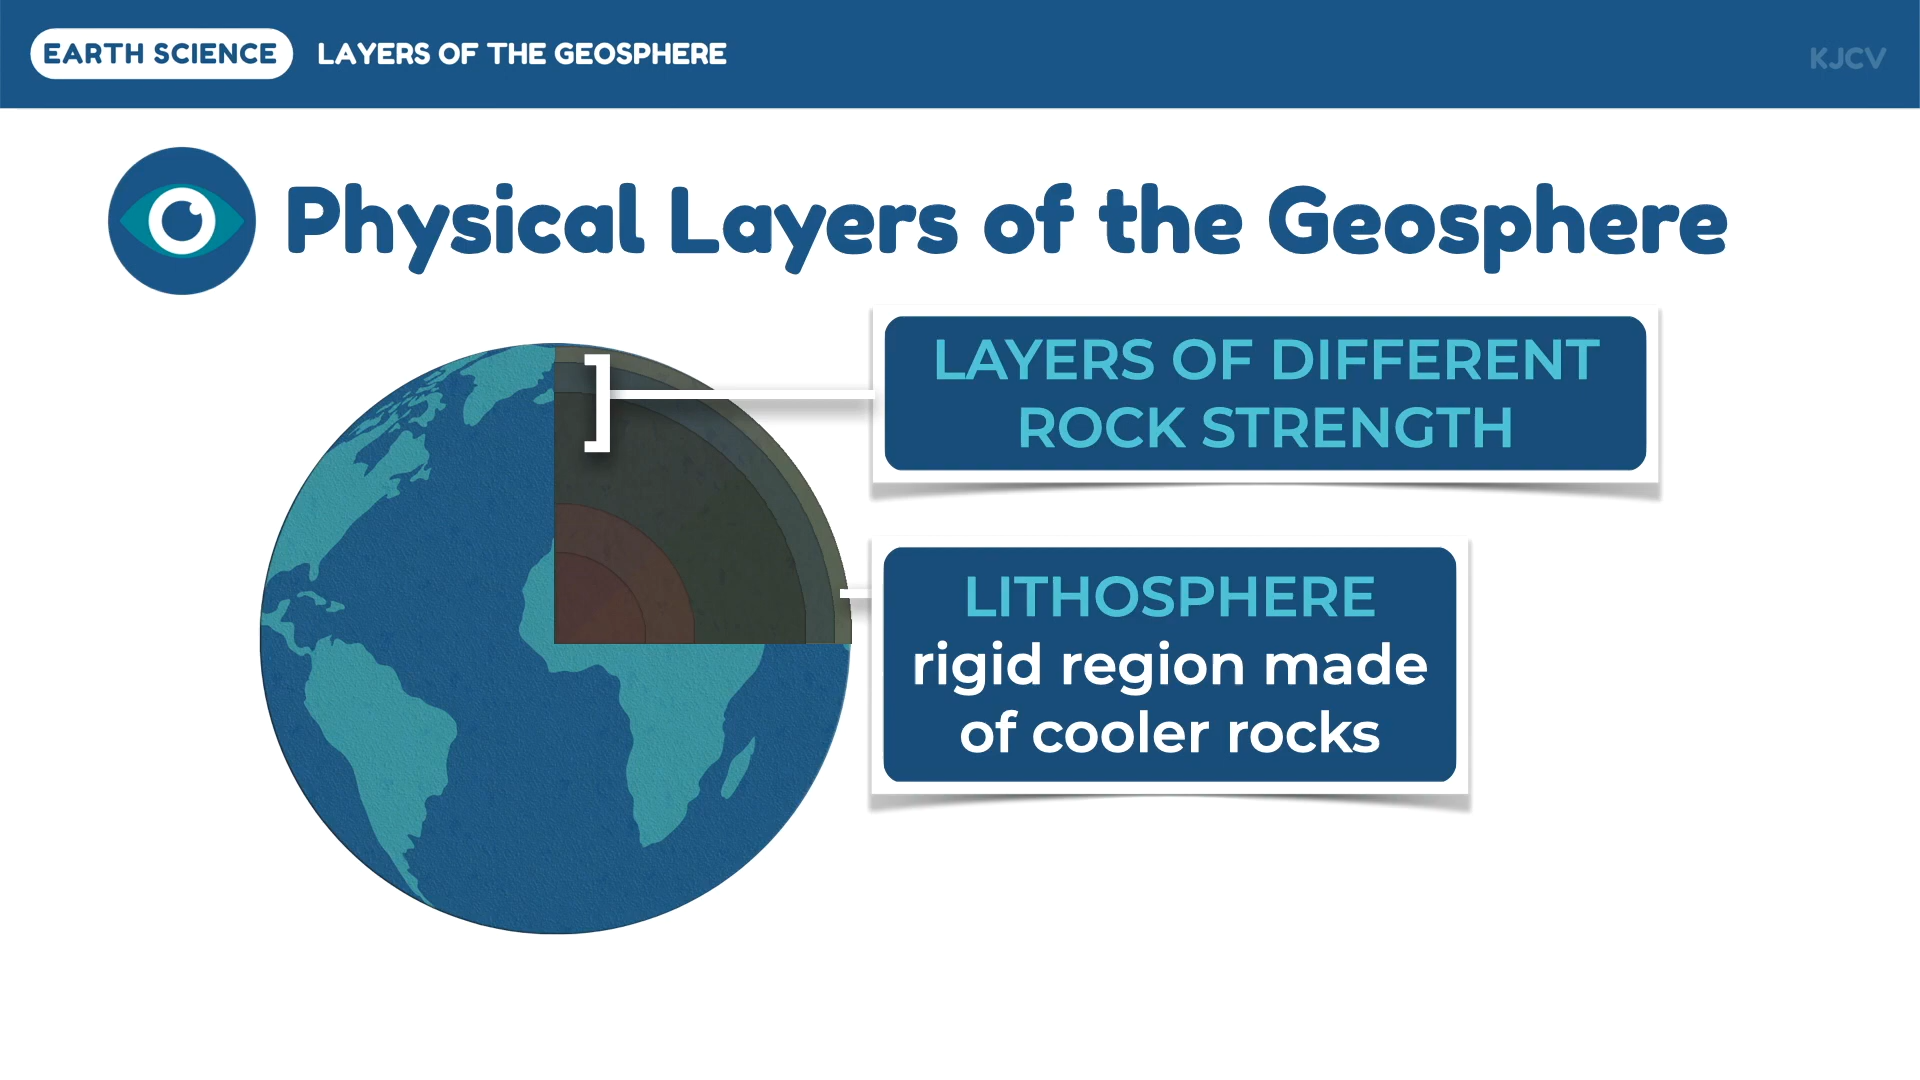 EARTH SCIENCE
LAYERS OF THE GEOSPHERE
KJCV
Physical Layers of the Geosphere
LAYERS OF DIFFERENT
ROCK STRENGTH
LITHOSPHERE
rigid region made
of cooler rocks